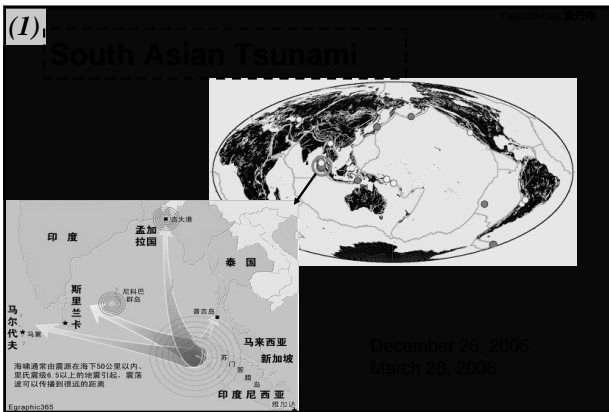 (1)
South Asian Tsunami
吉大港
印 度
孟加
拉国
泰 国
斯
里
兰
卡
尼科巴
群岛
马
尔
代
夫
马累
普吉岛
马来西亚
新加坡
苏
门
答
腊
岛
印度尼西亚
雅加达
海啸通常由震源在海下50公里以内、
里氏震级6.5以上的地震引起，震荡
波可以传播到很远的距离
Egraphic365
December 26, 2005
March 28, 2006